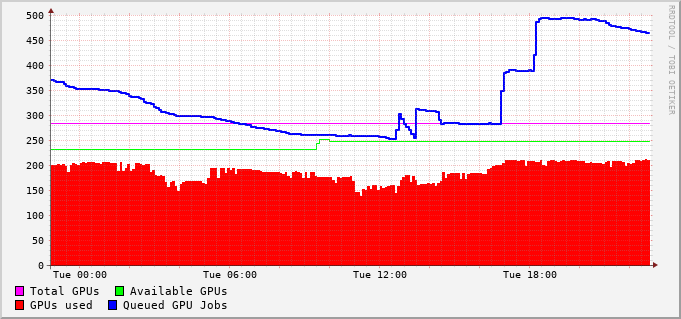 500
450
400
350
300
250
200
150
100
50
0
Tue 00:00 Tue 06:00 Tue 12:00 Tue 18:00
Total GPUs Available GPUs
GPUs used Queued GPU Jobs
RRDTOOL / TOBI OETIKER